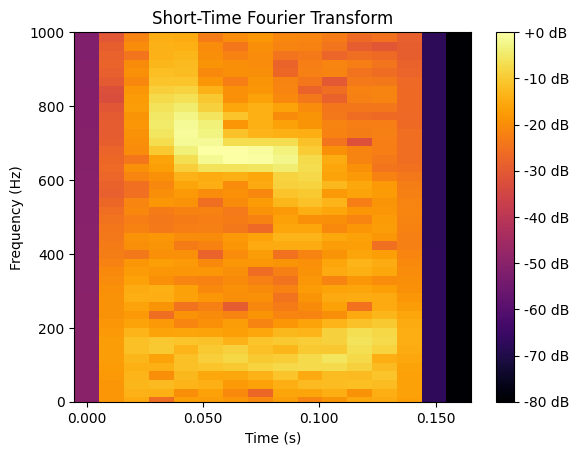 Short-Time Fourier Transform
1000
800
600
400
200
0
Frequency (Hz)
0.000
0.050
0.100
0.150
Time (s)
+0 dB
-10 dB
-20 dB
-30 dB
-40 dB
-50 dB
-60 dB
-70 dB
-80 dB